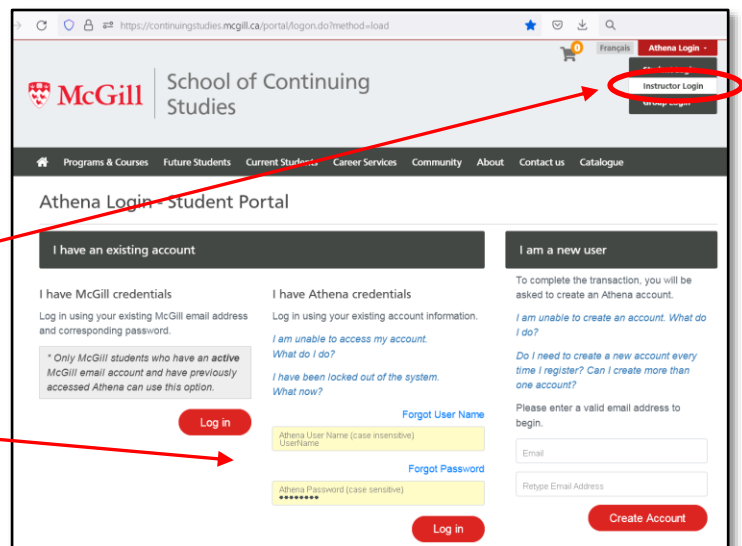 https://continuingstudies.mcgill.ca/portal/logon.do?method=load
0
Français
Athena Login
Student Login
Instructor Login
Group Login
McGill
School of Continuing
Studies
Programs & Courses Future Students Current Students Career Services Community About Contact us Catalogue
Athena Login - Student Portal
I have an existing account
I have McGill credentials
Log in using your existing McGill email address
and corresponding password.
* Only McGill students who have an active
McGill email account and have previously
accessed Athena can use this option.
Log in
I have Athena credentials
Log in using your existing account information.
I am unable to access my account.
What do I do?
I have been locked out of the system.
What now?
Forgot User Name
Athena User Name (case insensitive)
UserName
Forgot Password
Athena Password (case sensitive)
••••••••
Log in
I am a new user
To complete the transaction, you will be
asked to create an Athena account.
I am unable to create an account. What do
I do?
Do I need to create a new account every
time I register? Can I create more than
one account?
Please enter a valid email address to
begin.
Email
Retype Email Address
Create Account